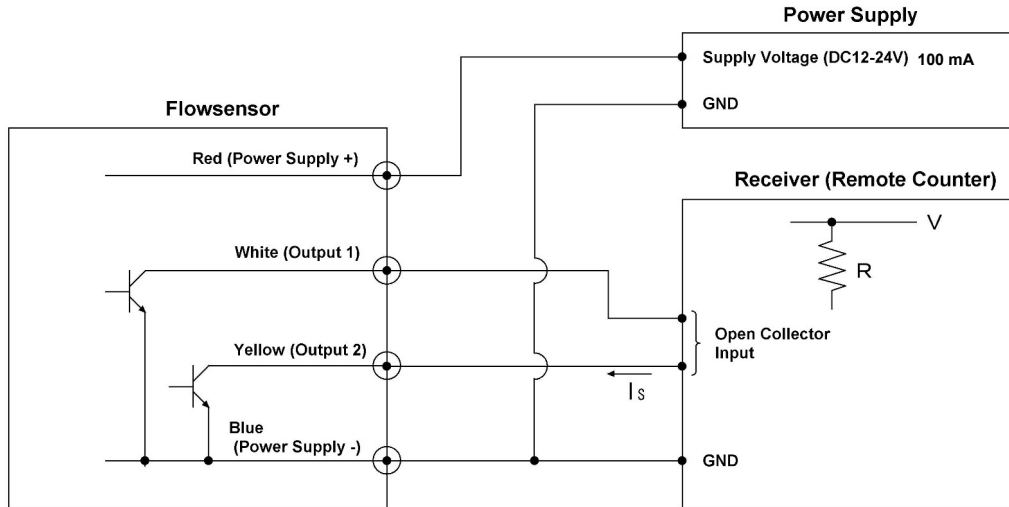 Power Supply
Supply Voltage (DC12-24V) 100 mA
GND
Flowsensor
Red (Power Supply +)
Receiver (Remote Counter)
V
R
White (Output 1)
Open Collector
Input
Yellow (Output 2)
Is
Blue
(Power Supply -)
GND